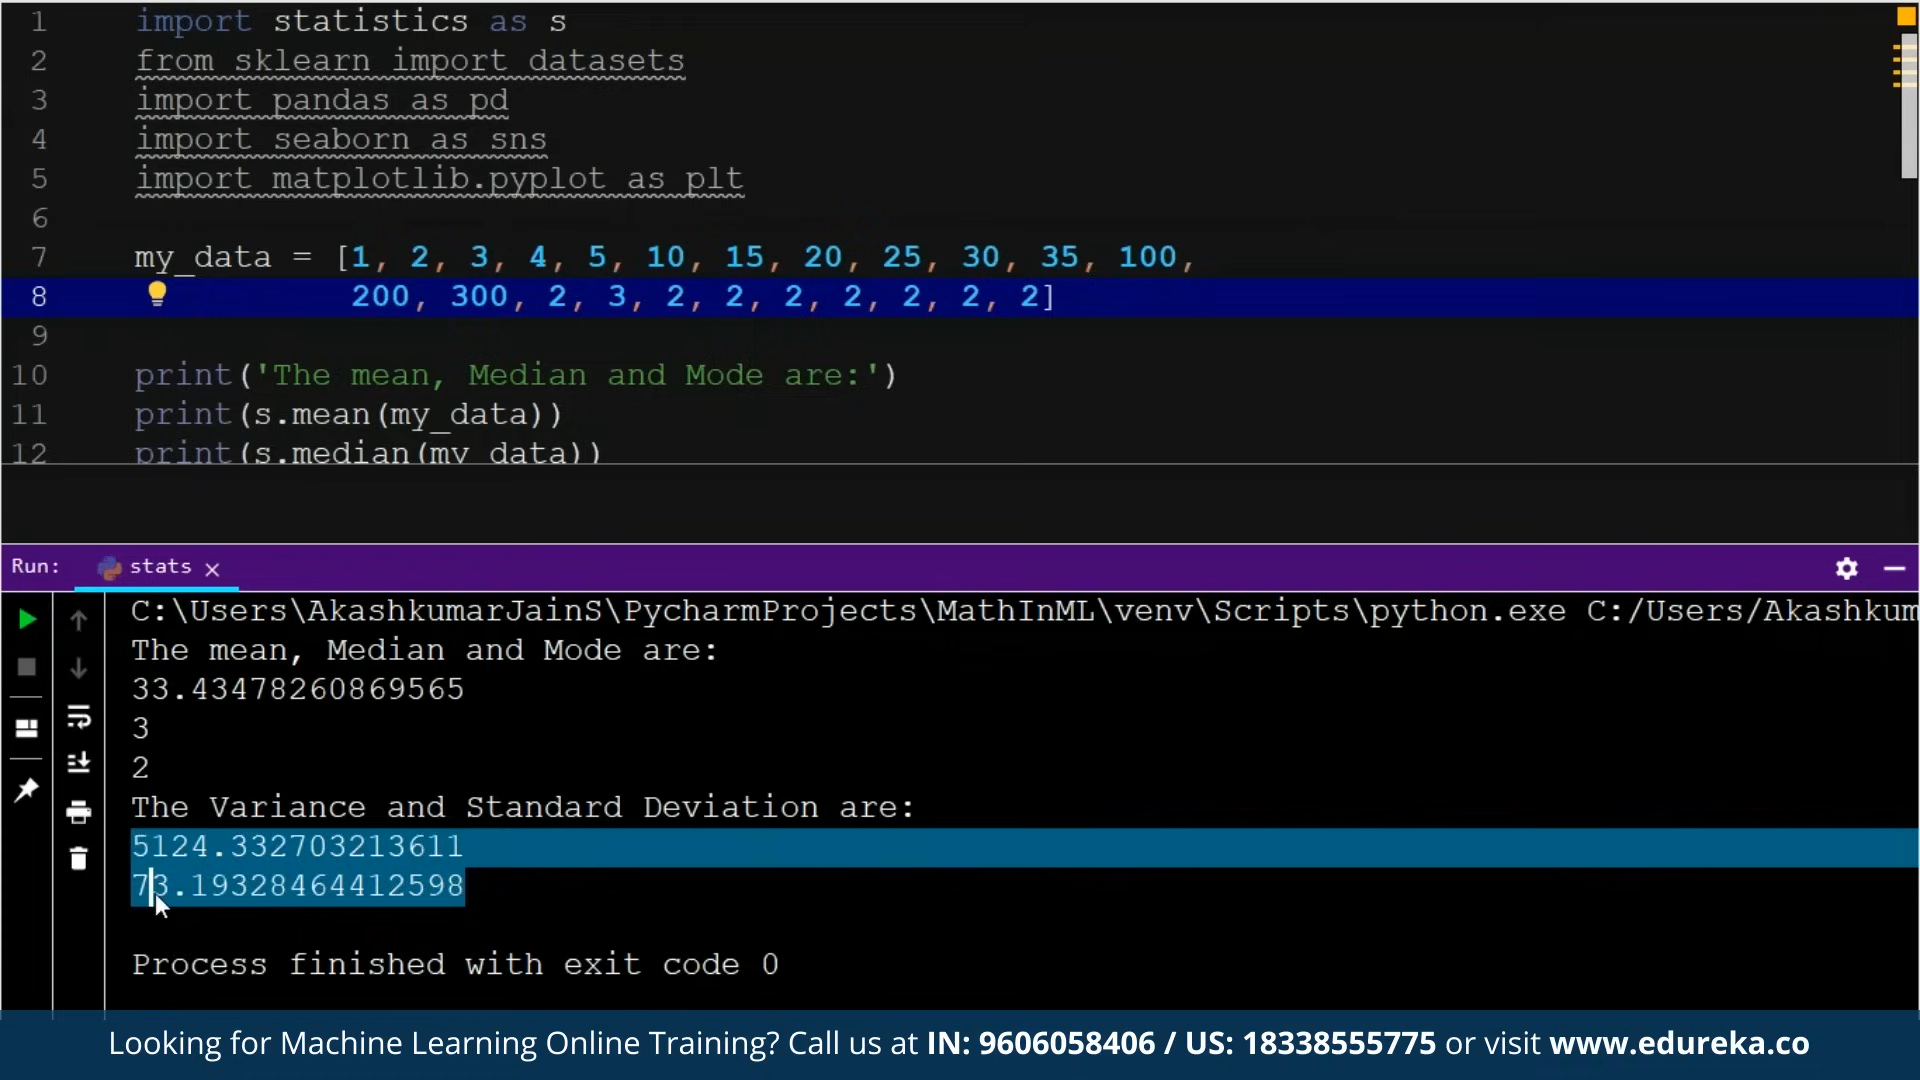 1 import statistics as s
2 from sklearn import datasets
3 import pandas as pd
4 import seaborn as sns
5 import matplotlib.pyplot as plt
6
7 my_data = [1, 2, 3, 4, 5, 10, 15, 20, 25, 30, 35, 100,
8 200, 300, 2, 3, 2, 2, 2, 2, 2, 2, 2]
9
10 print('The mean, Median and Mode are:')
11 print(s.mean(my_data))
12 print(s.median(my_data))
Run: stats
C:\Users\AkashkumarJainS\PycharmProjects\MathInML\venv\Scripts\python.exe C:/Users/Akashkum
The mean, Median and Mode are:
33.43478260869565
3
2
The Variance and Standard Deviation are:
5124.332703213611
73.19328464412598
Process finished with exit code 0
Looking for Machine Learning Online Training? Call us at IN: 9606058406 / US: 18338555775 or visit www.edureka.co